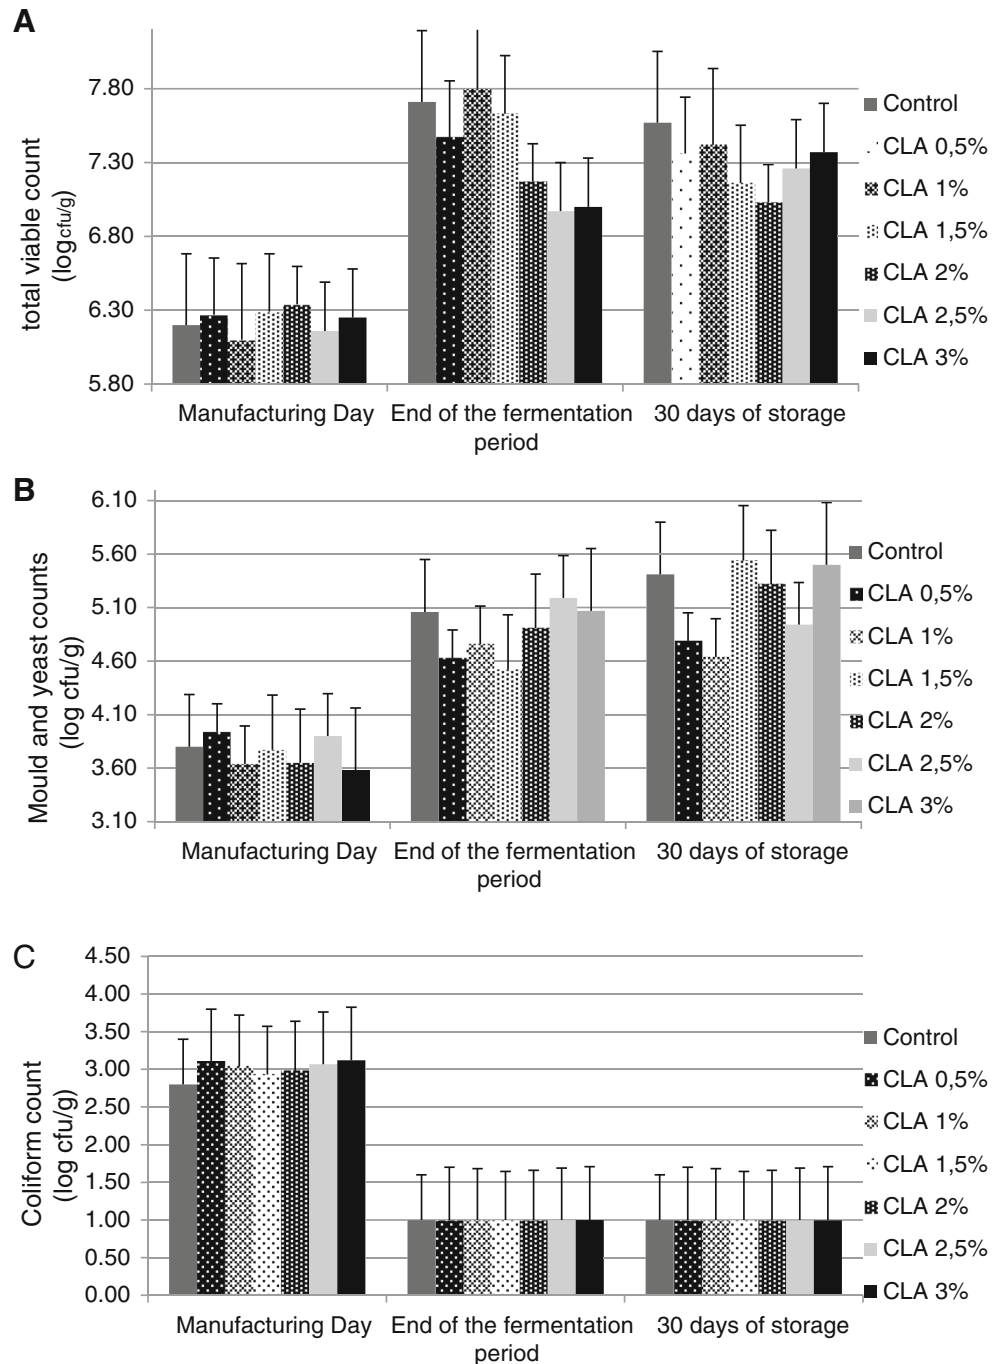 A
total viable count
(log cfu/g)
7.80
7.30
6.80
6.30
5.80
Manufacturing Day
End of the fermentation
period
30 days of storage
Control
CLA 0,5%
CLA 1%
CLA 1,5%
CLA 2%
CLA 2,5%
CLA 3%
B
Mould and yeast counts
(log cfu/g)
6.10
5.60
5.10
4.60
4.10
3.60
3.10
Manufacturing Day
End of the fermentation
period
30 days of storage
Control
CLA 0,5%
CLA 1%
CLA 1,5%
CLA 2%
CLA 2,5%
CLA 3%
C
Coliform count
(log cfu/g)
4.50
4.00
3.50
3.00
2.50
2.00
1.50
1.00
0.50
0.00
Manufacturing Day
End of the fermentation
period
30 days of storage
Control
CLA 0,5%
CLA 1%
CLA 1,5%
CLA 2%
CLA 2,5%
CLA 3%